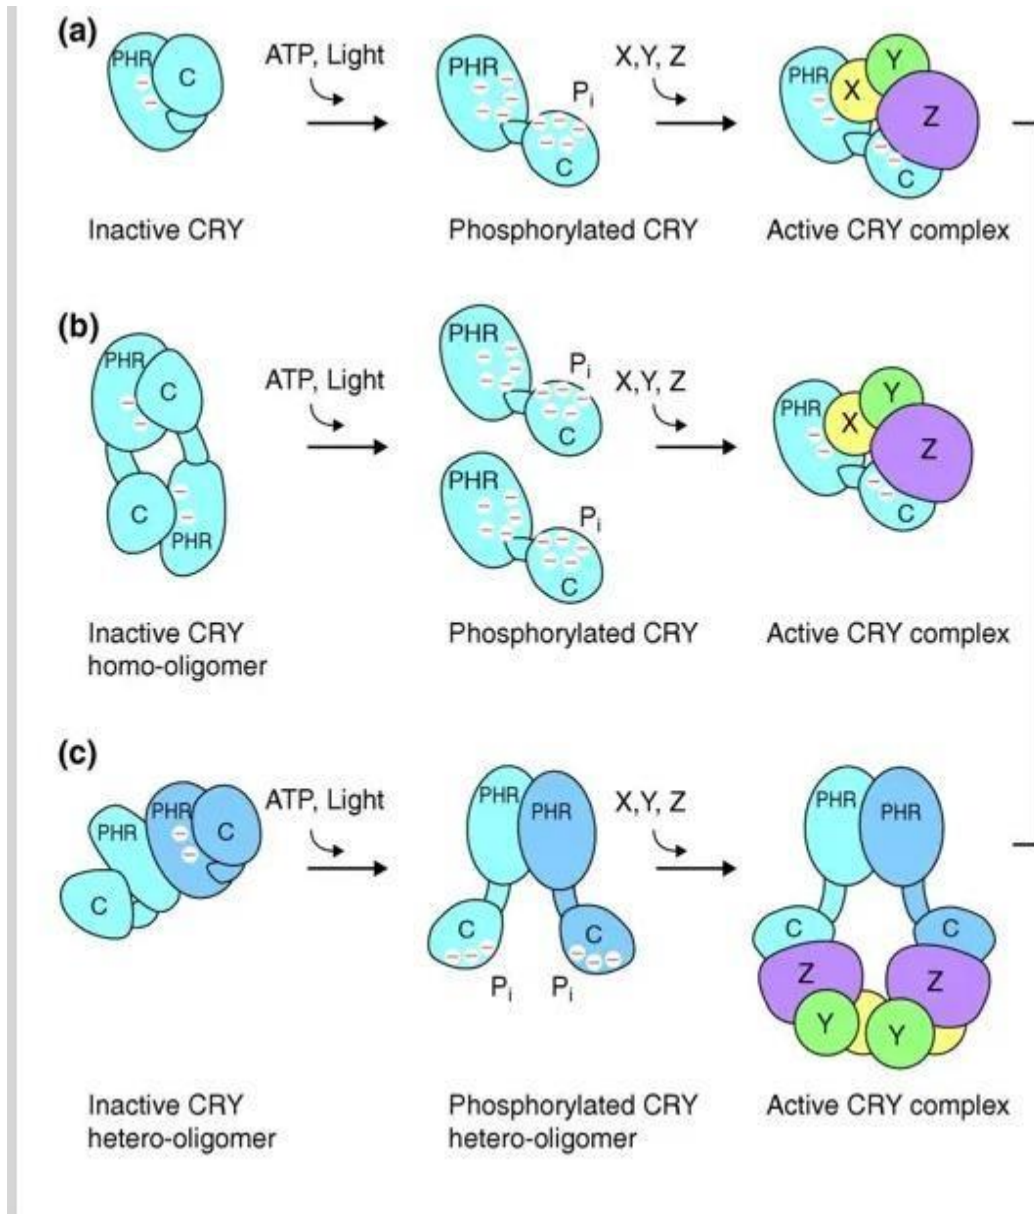 (a)
PHR
C
ATP, Light
PHR
Pi
C
X,Y, Z
PHR
X
Y
Z
C
Inactive CRY
Phosphorylated CRY
Active CRY complex
(b)
PHR
C
C
PHR
ATP, Light
PHR
Pi
C
PHR
Pi
C
X,Y, Z
PHR
X
Y
Z
C
Inactive CRY
homo-oligomer
Phosphorylated CRY
Active CRY complex
(c)
PHR
C
PHR
C
ATP, Light
PHR
PHR
C
C
Pi
Pi
X,Y, Z
PHR
PHR
C
C
Z
Z
Y
Y
Inactive CRY
hetero-oligomer
Phosphorylated CRY
hetero-oligomer
Active CRY complex